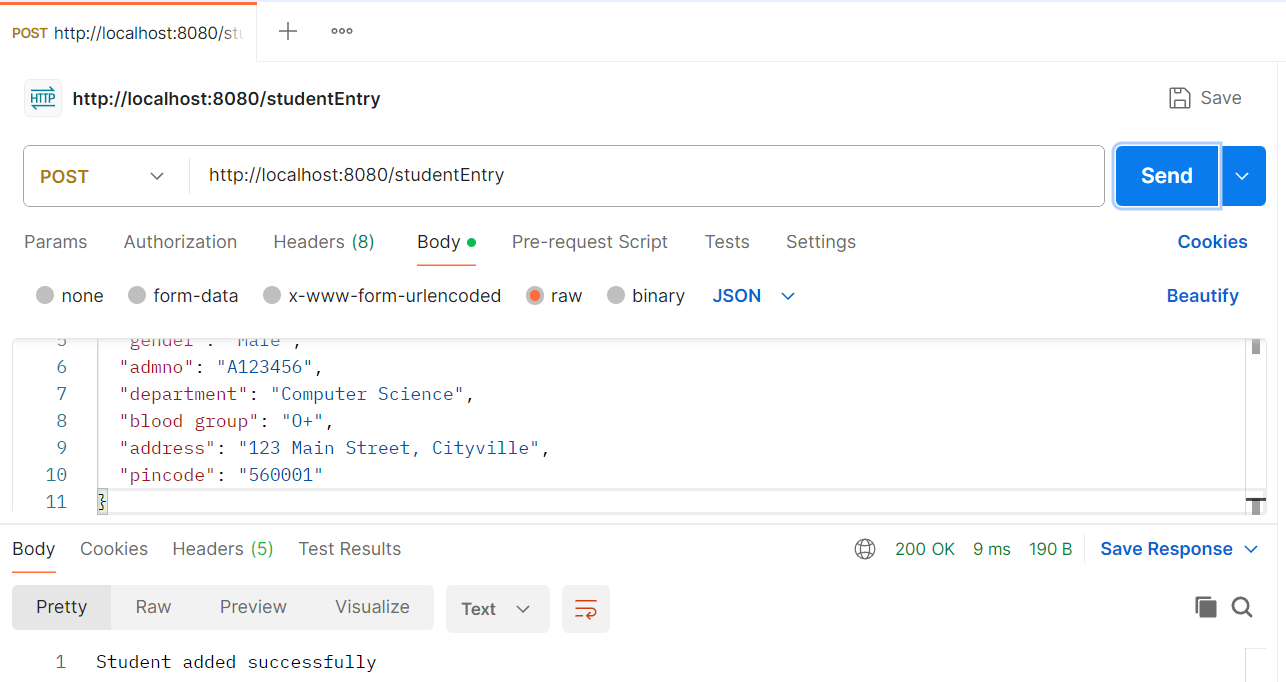 POST http://localhost:8080/stu
HTTP http://localhost:8080/studentEntry Save
POST http://localhost:8080/studentEntry Send
Params Authorization Headers (8) Body Pre-request Script Tests Settings Cookies
none form-data x-www-form-urlencoded raw binary JSON Beautify
5 "gender": "Male",
6 "admno": "A123456",
7 "department": "Computer Science",
8 "blood group": "O+",
9 "address": "123 Main Street, Cityville",
10 "pincode": "560001"
11 }
Body Cookies Headers (5) Test Results 200 OK 9 ms 190 B Save Response
Pretty Raw Preview Visualize Text
1 Student added successfully